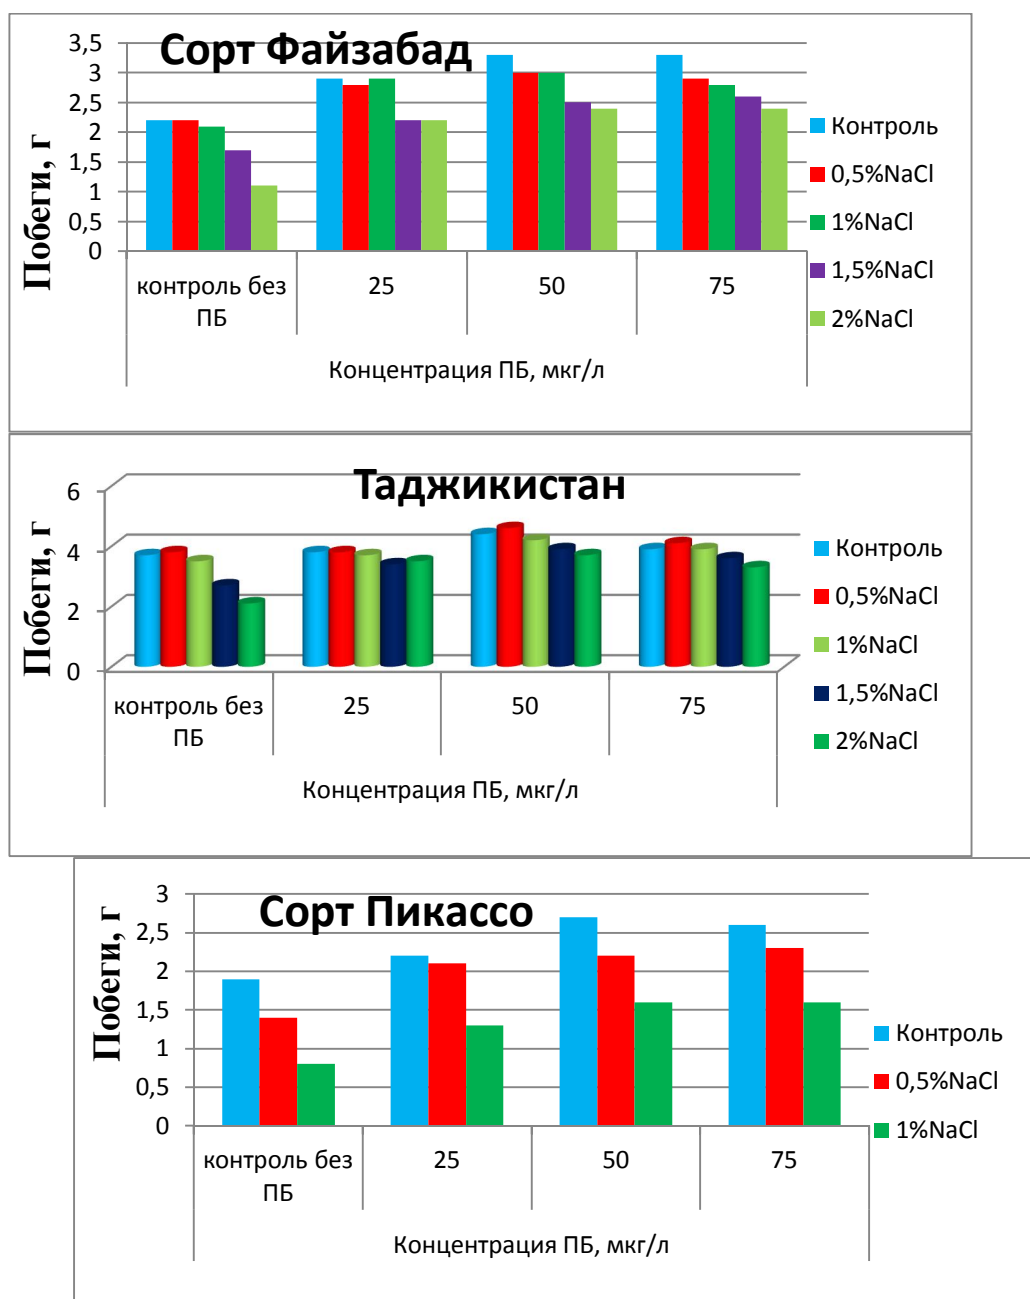 Сорт Файзабад
Побеги, г
3,5
3
2,5
2
1,5
1
0,5
0
контроль без
ПБ
25
50
75
Концентрация ПБ, мкг/л
Контроль
0,5%NaCl
1%NaCl
1,5%NaCl
2%NaCl
Таджикистан
Побеги, г
6
4
2
0
контроль без
ПБ
25
50
75
Концентрация ПБ, мкг/л
Контроль
0,5%NaCl
1%NaCl
1,5%NaCl
2%NaCl
Сорт Пикассо
Побеги, г
3
2,5
2
1,5
1
0,5
0
контроль без
ПБ
25
50
75
Концентрация ПБ, мкг/л
Контроль
0,5%NaCl
1%NaCl